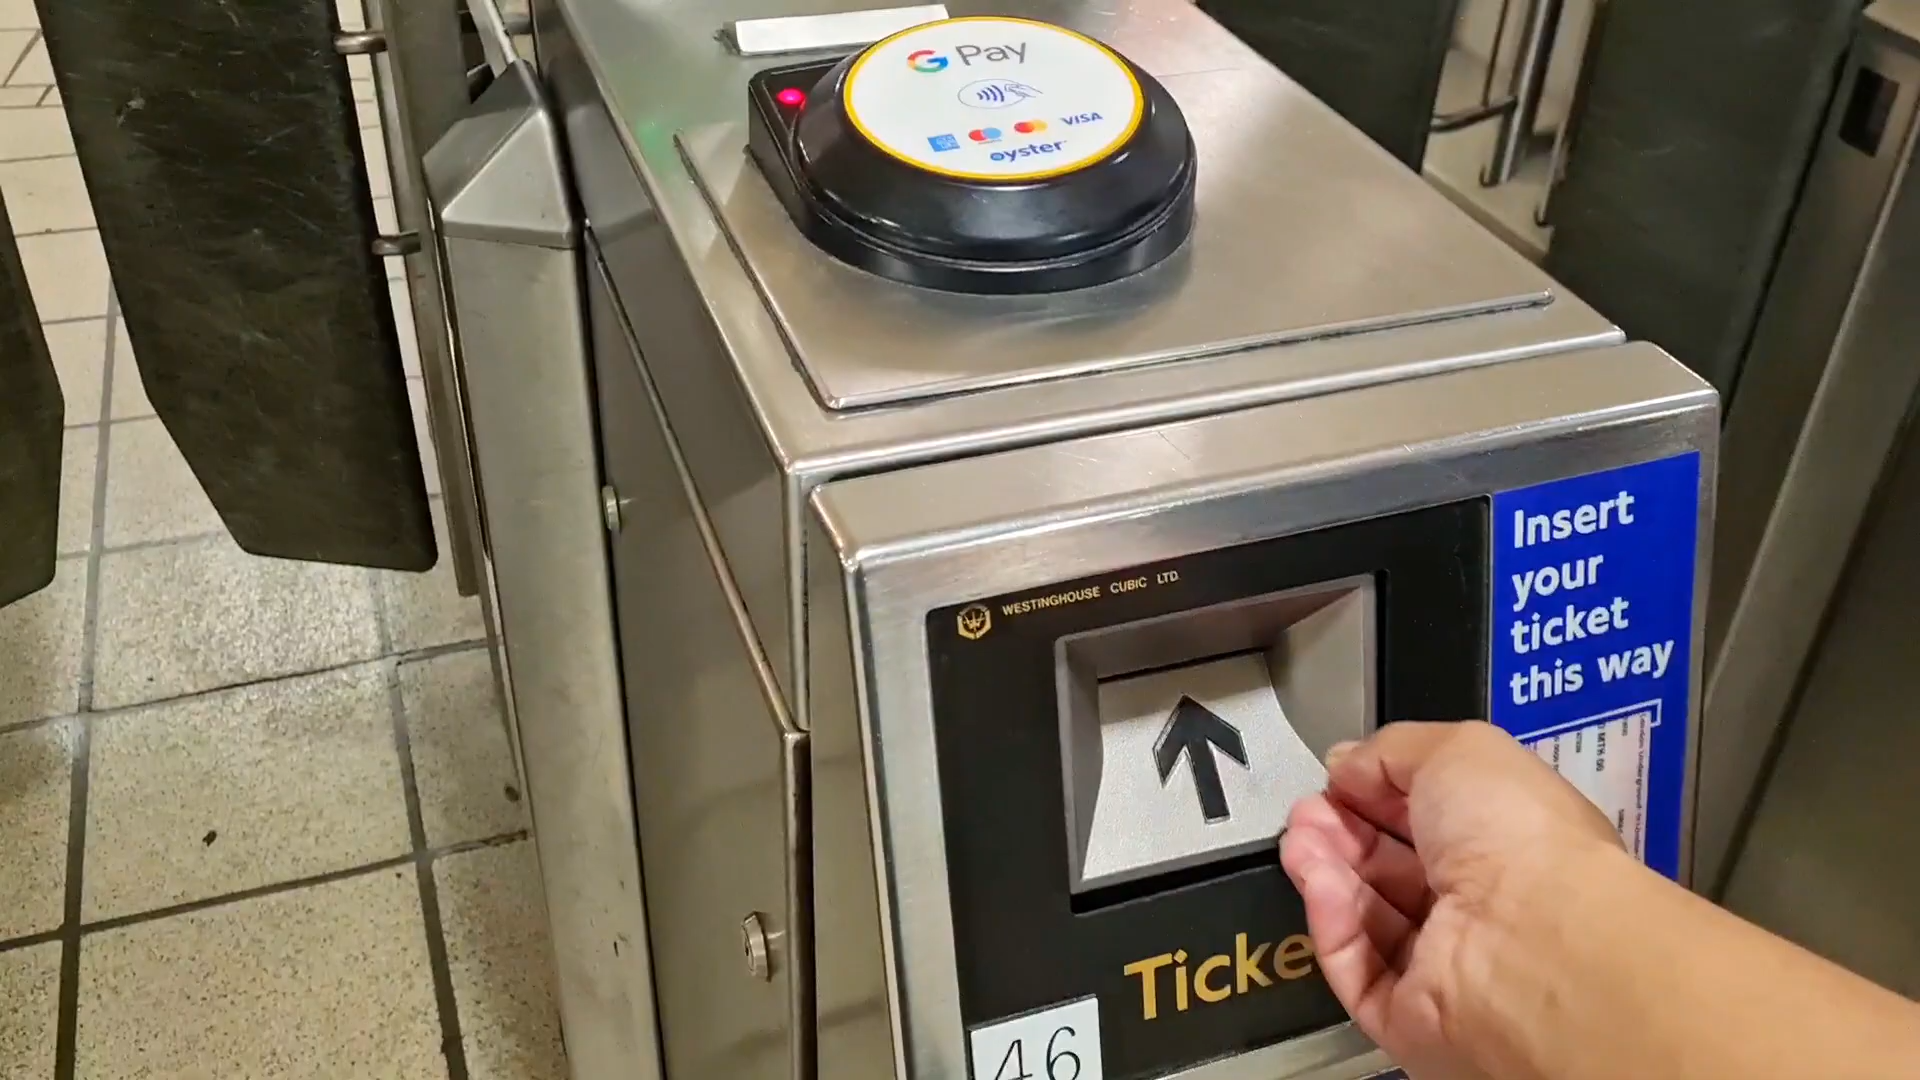 G Pay
VISA
oyster
Insert
your
ticket
this way
WESTINGHOUSE CUBIC LTD.
Ticke
46